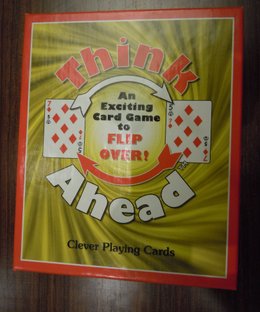 Think
An
Exciting
Card Game
to
FLIP
OVER!
Ahead
Clever Playing Cards